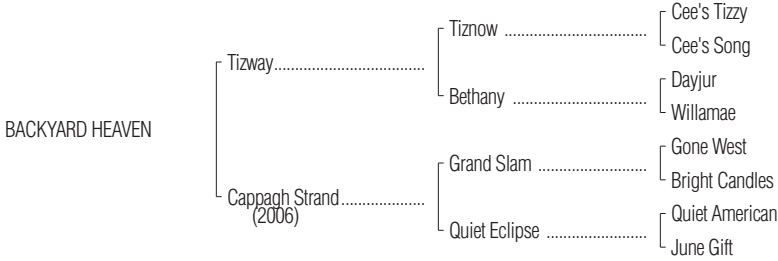 Cee's Tizzy
Tiznow ...............................
Cee's Song
Tizway..................................
Dayjur
Bethany .............................
Willamae
BACKYARD HEAVEN
Gone West
Grand Slam .......................
Bright Candles
Cappagh Strand...................
(2006)
Quiet American
Quiet Eclipse .....................
June Gift